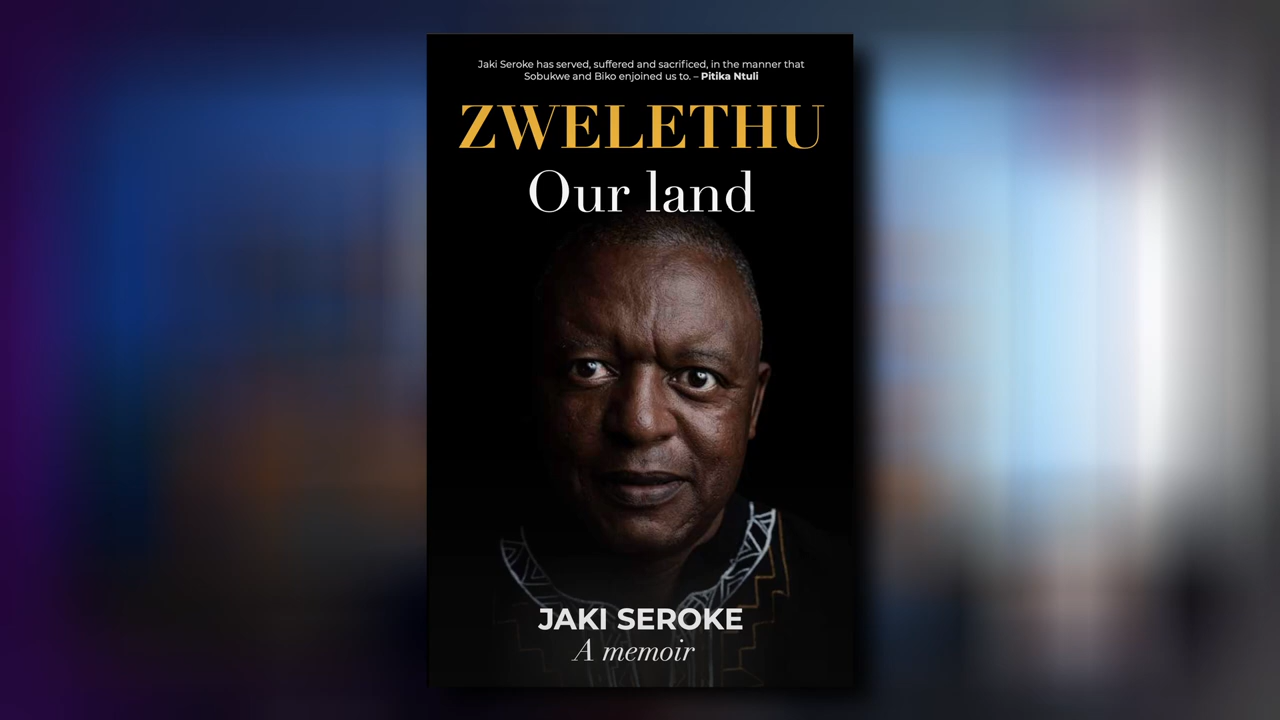 Jaki Seroke has served, suffered and sacrificed, in the manner that
Sobukwe and Biko enjoined us to. – Pitika Ntuli
ZWELETHU
Our land
JAKI SEROKE
A memoir